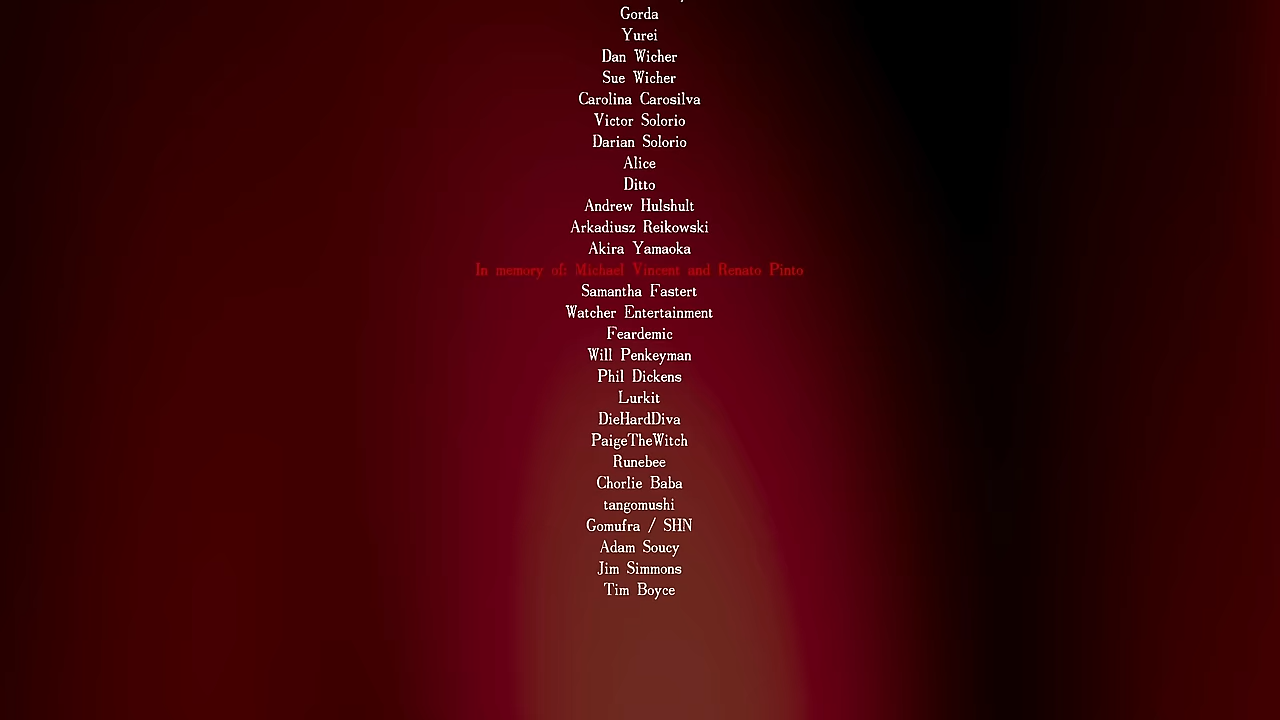 Gorda
Yurei
Dan Wicher
Sue Wicher
Carolina Carosilva
Victor Solorio
Darian Solorio
Alice
Ditto
Andrew Hulshult
Arkadiusz Reikowski
Akira Yamaoka
In memory of: Michael Vincent and Renato Pinto
Samantha Fastert
Watcher Entertainment
Feardemic
Will Penkeyman
Phil Dickens
Lurkit
DieHardDiva
PaigeTheWitch
Runebee
Chorlie Baba
tangomushi
Gomufra / SHN
Adam Soucy
Jim Simmons
Tim Boyce